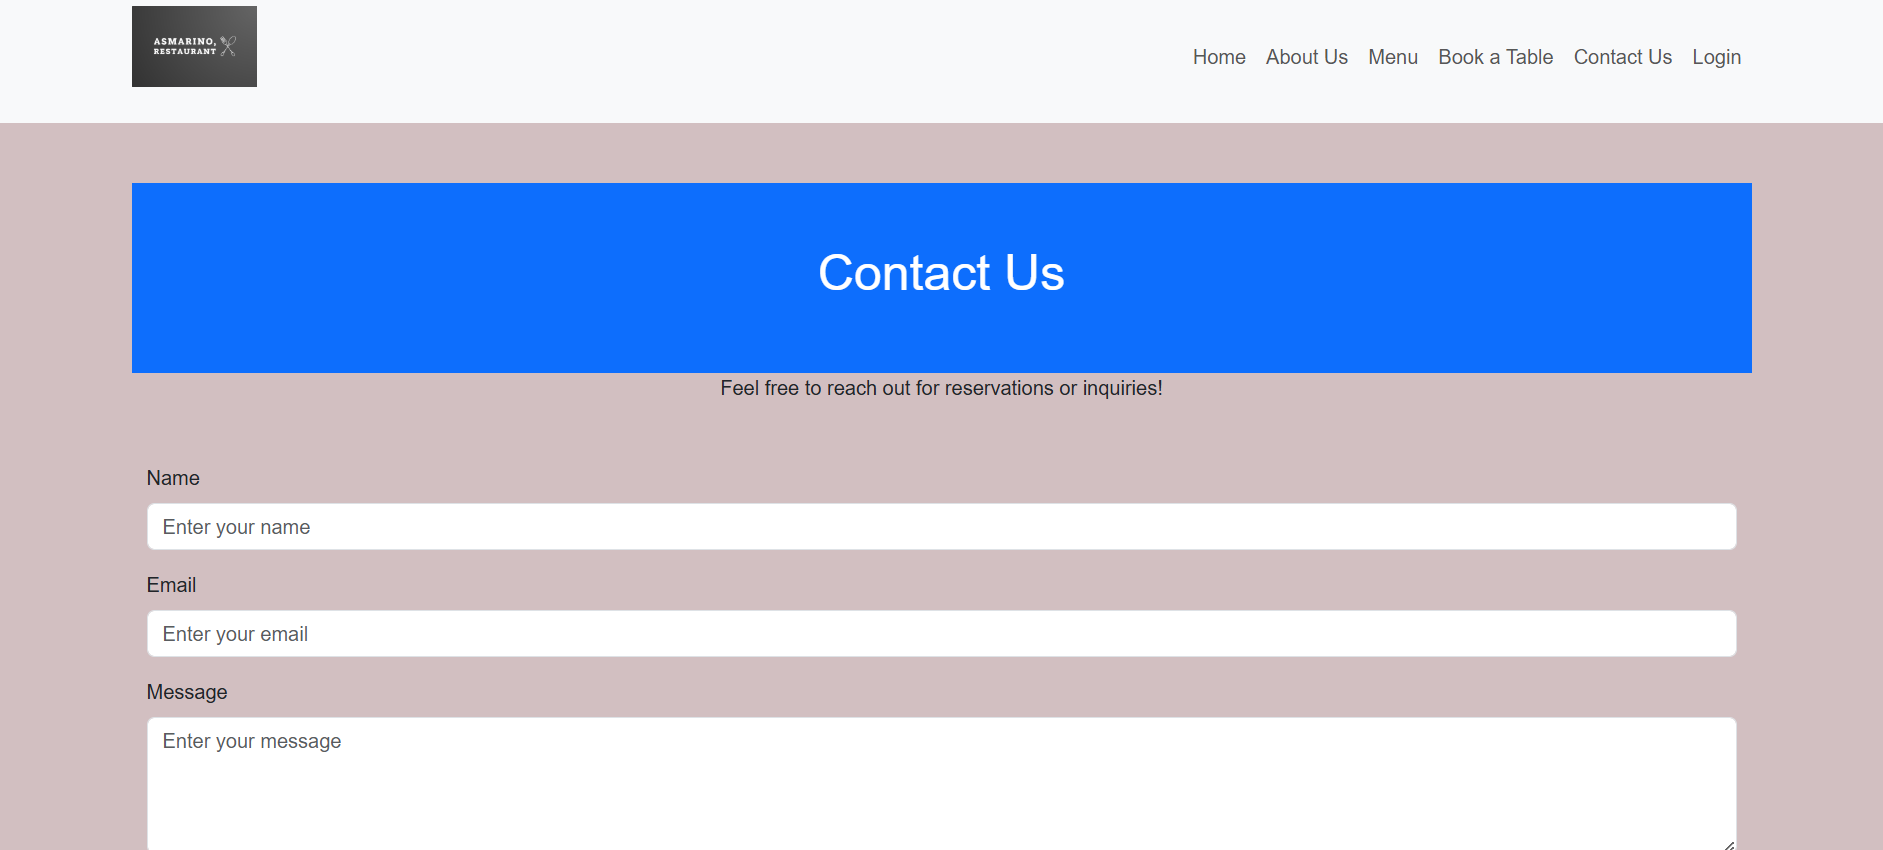 ASMARINO,
RESTAURANT
Home About Us Menu Book a Table Contact Us Login
Contact Us
Feel free to reach out for reservations or inquiries!
Name
Enter your name
Email
Enter your email
Message
Enter your message